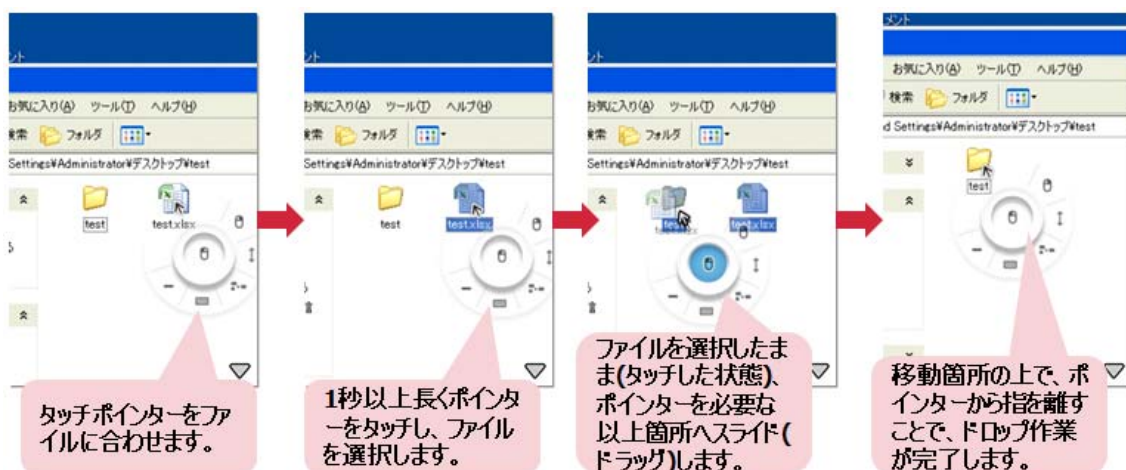 ント
お気に入り(A) ツール(T) ヘルプ(H)
検索 フォルダ
Settings¥Administrator¥デスクトップ¥test
test
test.xlsx
タッチポインターをファ
イルに合わせます。
ント
お気に入り(A) ツール(T) ヘルプ(H)
検索 フォルダ
Settings¥Administrator¥デスクトップ¥test
test
test.xlsx
1秒以上長くポインタ
ーをタッチし、ファイル
を選択します。
ント
お気に入り(A) ツール(T) ヘルプ(H)
検索 フォルダ
Settings¥Administrator¥デスクトップ¥test
test
test.xlsx
ファイルを選択したま
ま(タッチした状態)、
ポインターを必要な
以上箇所へスライド(
ドラッグ)します。
メント
お気に入り(A) ツール(T) ヘルプ(H)
検索 フォルダ
d Settings¥Administrator¥デスクトップ¥test
test
移動箇所の上で、ポ
インターから指を離す
ことで、ドロップ作業
が完了します。